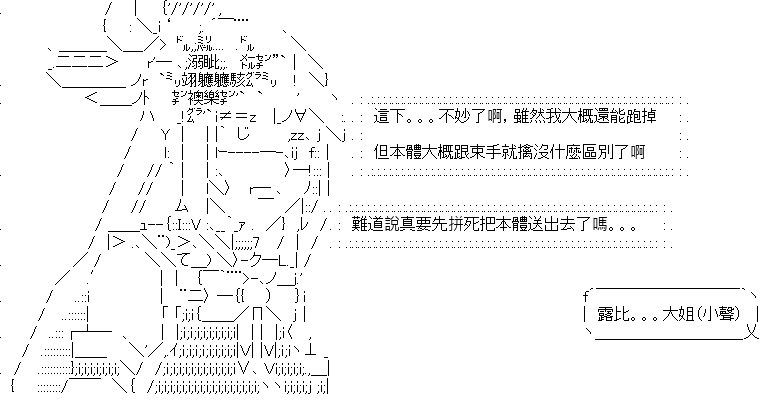 這下。。。不妙了啊，雖然我大概還能跑掉
但本體大概跟束手就擒沒什麼區別了啊
難道說真要先拼死把本體送出去了嗎。。。
露比。。。大姐（小聲）